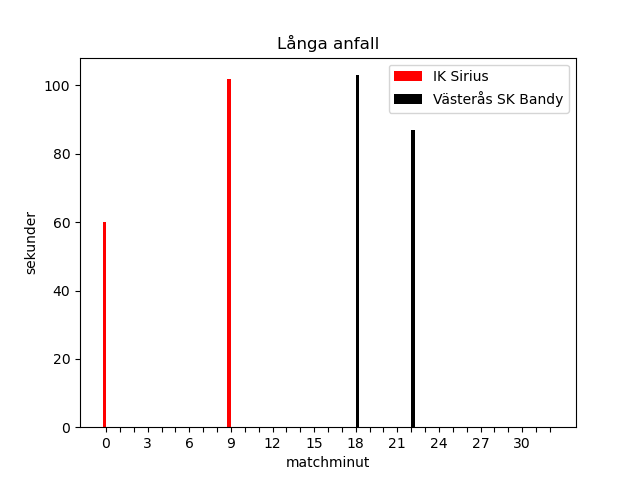 Långa anfall
IK Sirius
Västerås SK Bandy
100
80
60
40
20
0
sekunder
0 3 6 9 12 15 18 21 24 27 30
matchminut